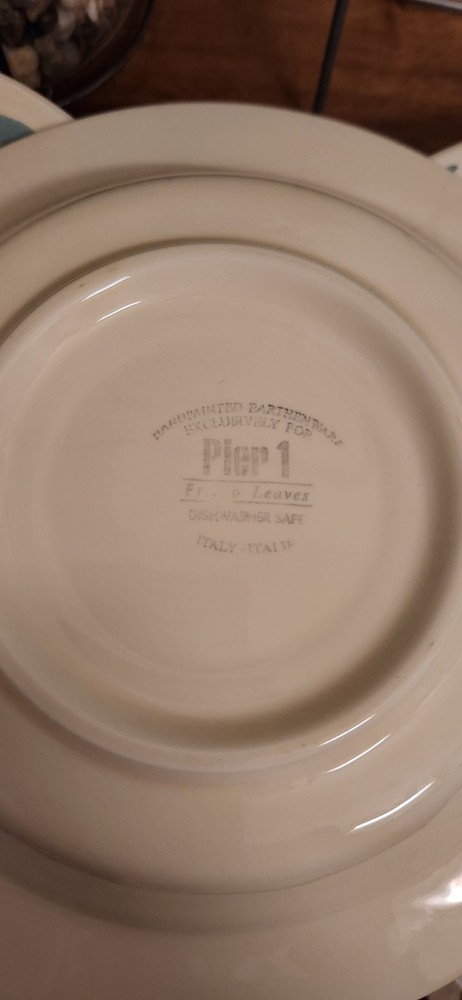 HANDPAINTED EARTHENWARE
EXCLUSIVELY FOR
Pier 1
Leaves
DISHWASHER SAFE
ITALY · ITALIE